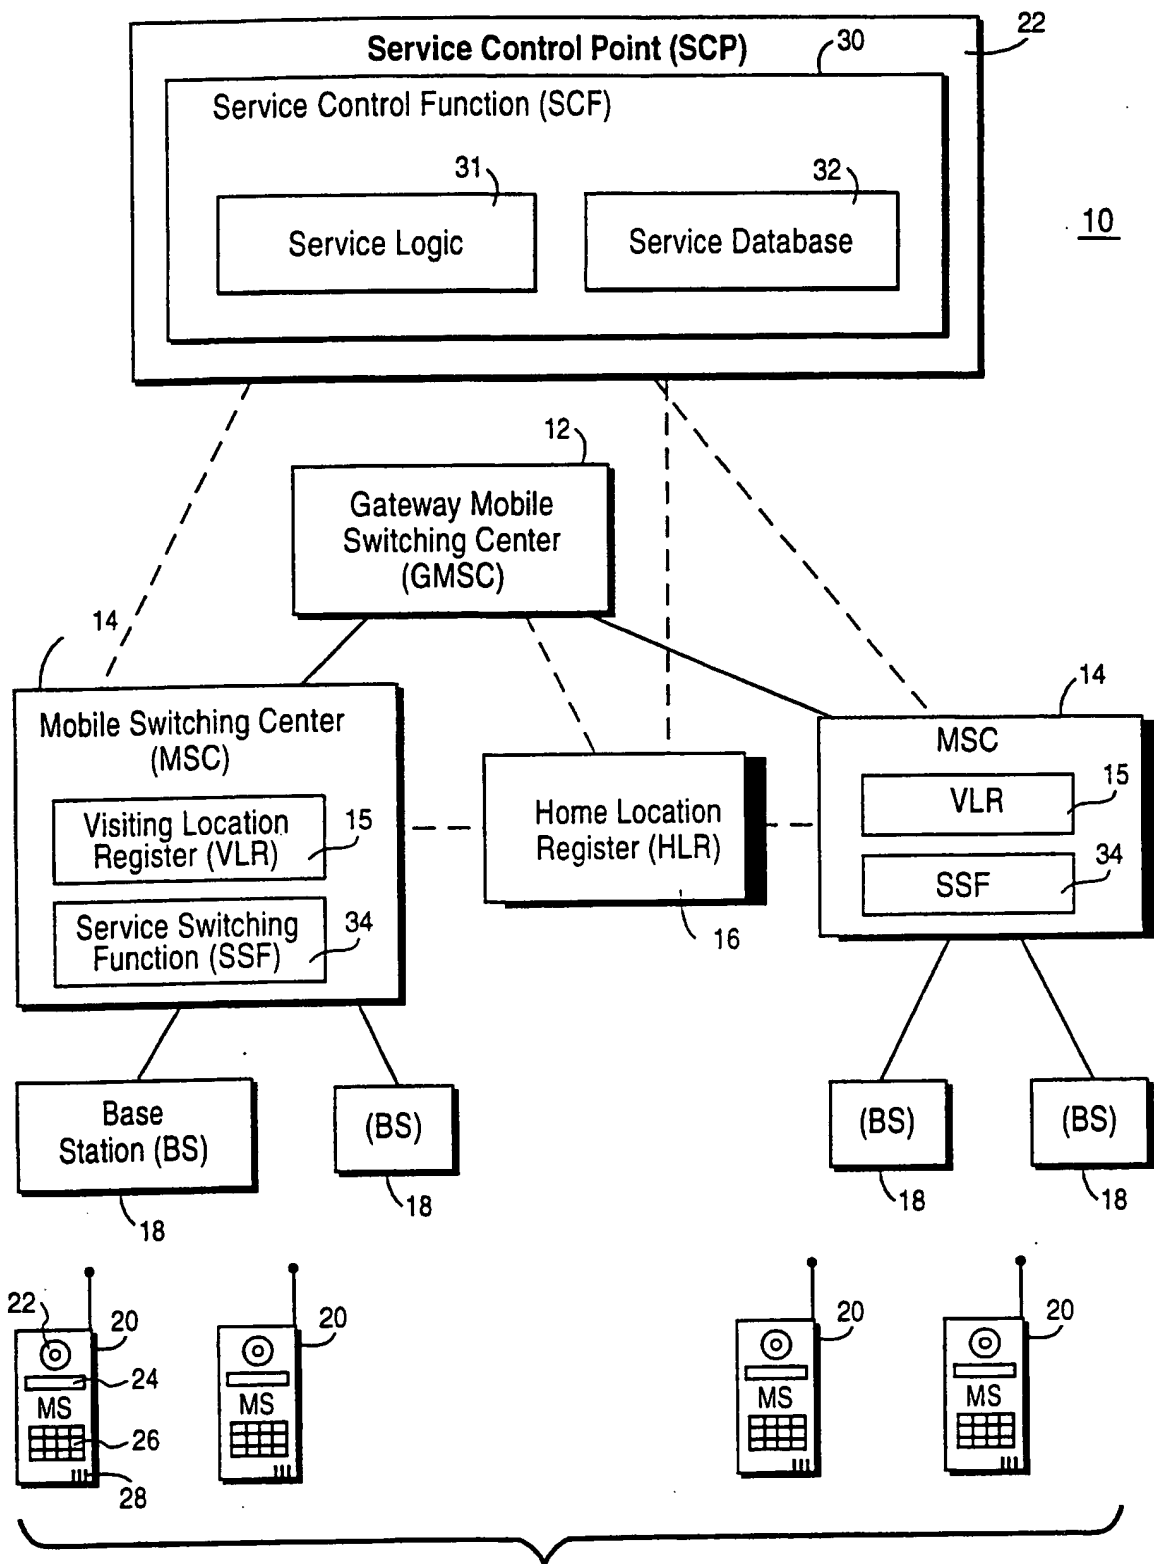 Service Control Point (SCP)
22
30
Service Control Function (SCF)
31
32
Service Logic
Service Database
10
12
Gateway Mobile
Switching Center
(GMSC)
14
14
Mobile Switching Center
(MSC)
MSC
Visiting Location
Register (VLR)
15
Home Location
Register (HLR)
VLR
15
Service Switching
Function (SSF)
34
16
SSF
34
Base
Station (BS)
(BS)
(BS)
(BS)
18
18
18
18
22
20
20
20
20
24
MS
MS
MS
MS
26
28